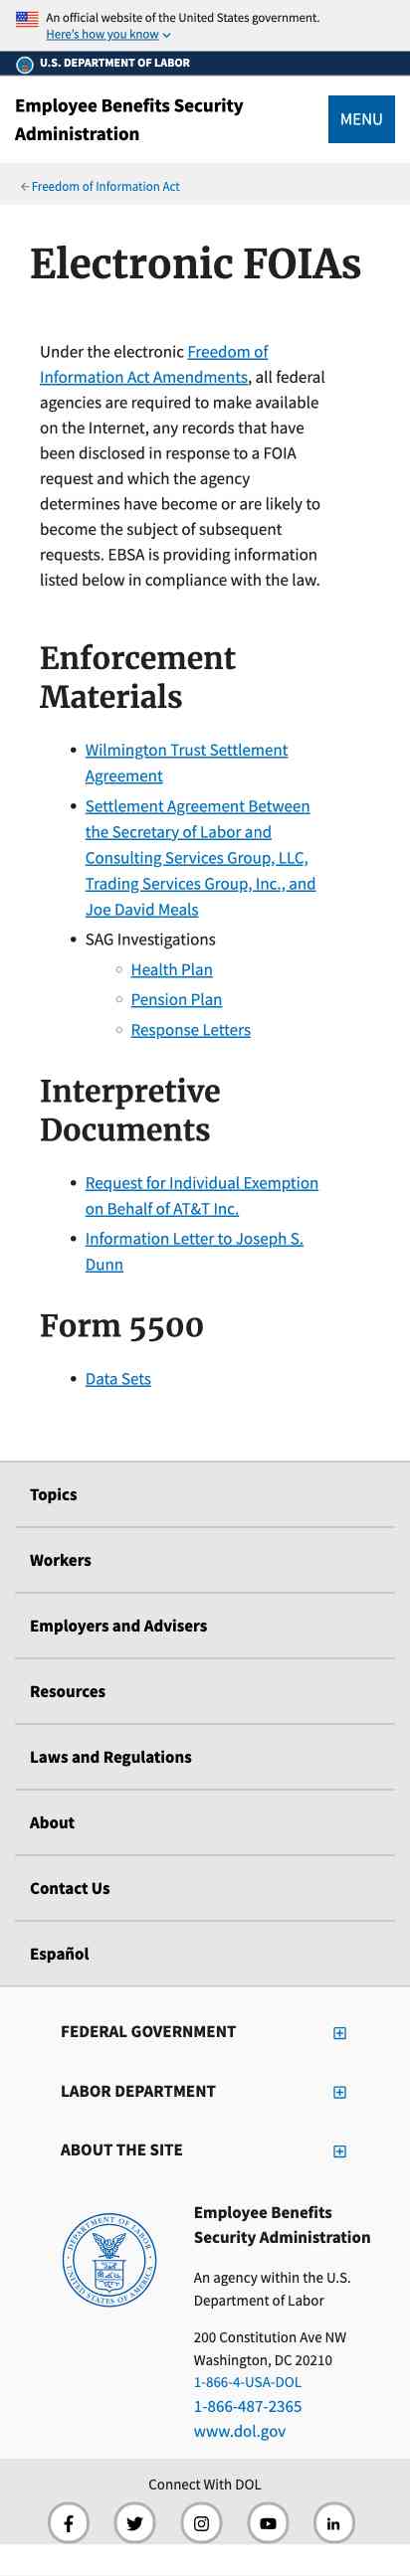 An official website of the United States government.
Here's how you know
U.S. DEPARTMENT OF LABOR
Employee Benefits Security
Administration
MENU
Freedom of Information Act
Electronic FOIAs
Under the electronic Freedom of
Information Act Amendments, all federal
agencies are required to make available
on the Internet, any records that have
been disclosed in response to a FOIA
request and which the agency
determines have become or are likely to
become the subject of subsequent
requests. EBSA is providing information
listed below in compliance with the law.
Enforcement
Materials
• Wilmington Trust Settlement
Agreement
• Settlement Agreement Between
the Secretary of Labor and
Consulting Services Group, LLC,
Trading Services Group, Inc., and
Joe David Meals
• SAG Investigations
◦ Health Plan
◦ Pension Plan
◦ Response Letters
Interpretive
Documents
• Request for Individual Exemption
on Behalf of AT&T Inc.
• Information Letter to Joseph S.
Dunn
Form 5500
• Data Sets
Topics
Workers
Employers and Advisers
Resources
Laws and Regulations
About
Contact Us
Español
FEDERAL GOVERNMENT
LABOR DEPARTMENT
ABOUT THE SITE
DEPARTMENT OF LABOR
UNITED STATES OF AMERICA
Employee Benefits
Security Administration
An agency within the U.S.
Department of Labor
200 Constitution Ave NW
Washington, DC 20210
1-866-4-USA-DOL
1-866-487-2365
www.dol.gov
Connect With DOL